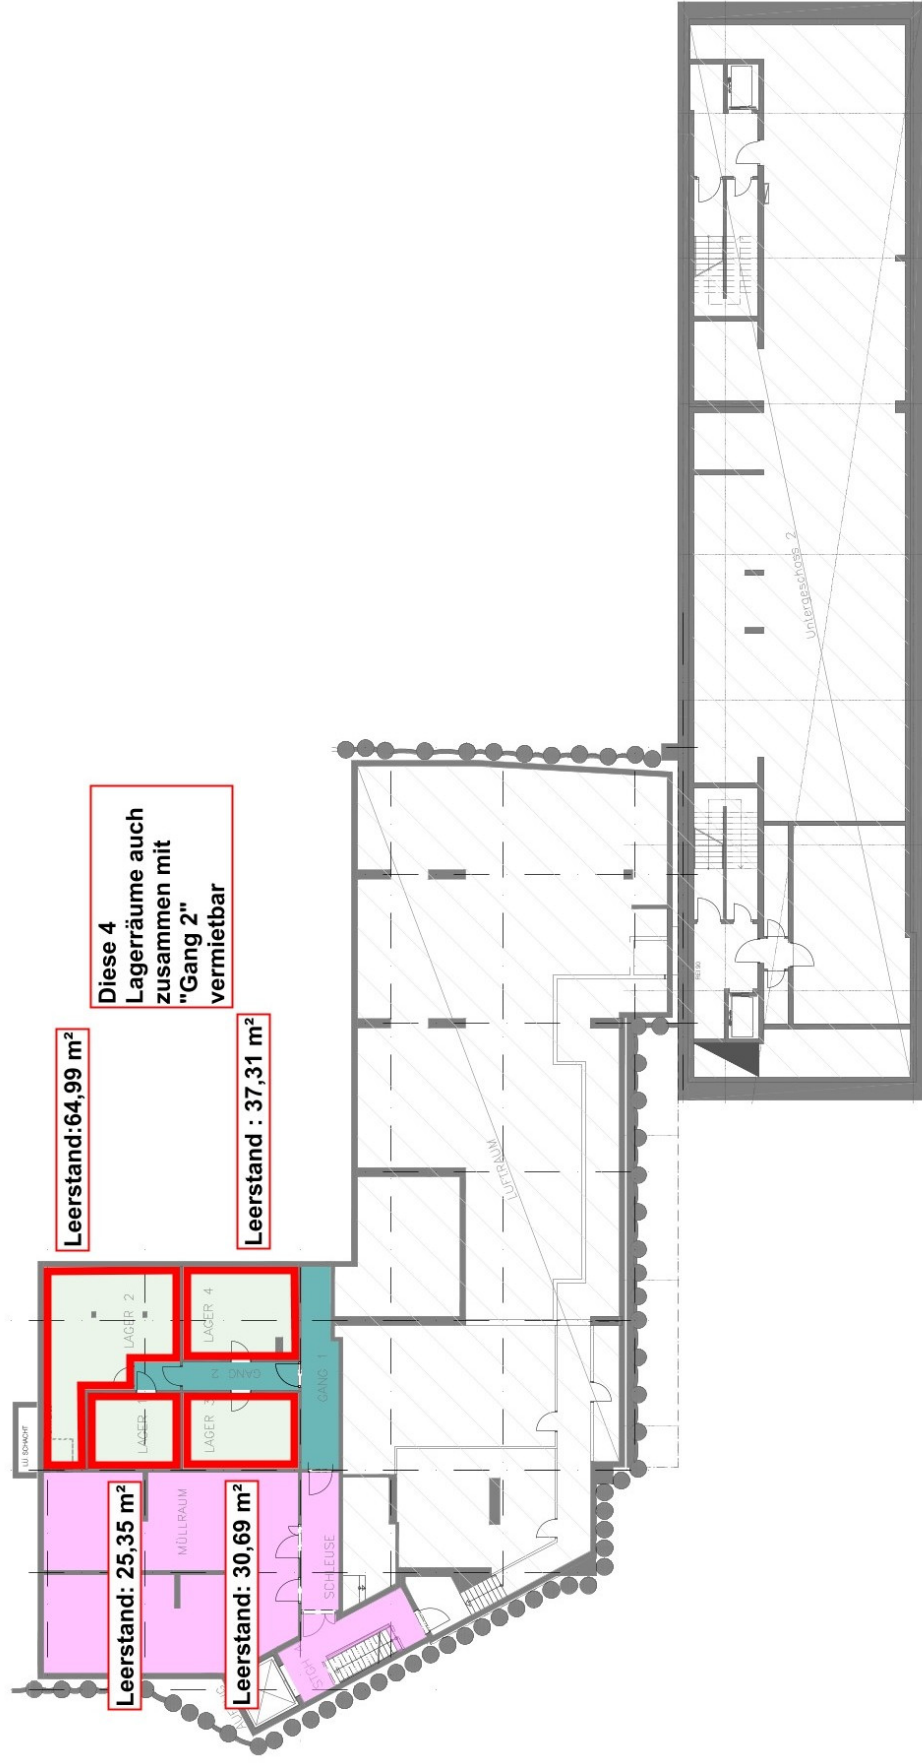 Diese 4
Lagerräume auch
zusammen mit
"Gang 2"
vermietbar
Leerstand:64,99 m²
Leerstand : 37,31 m²
Leerstand: 25,35 m²
Leerstand: 30,69 m²
LÜ. SCHACHT
LAGER 2
LAGER 4
LAGER
LAGER 3
GANG 2
GANG 1
MÜLLRAUM
SCHLEUSE
LUFTRAUM
Untergeschoss 2